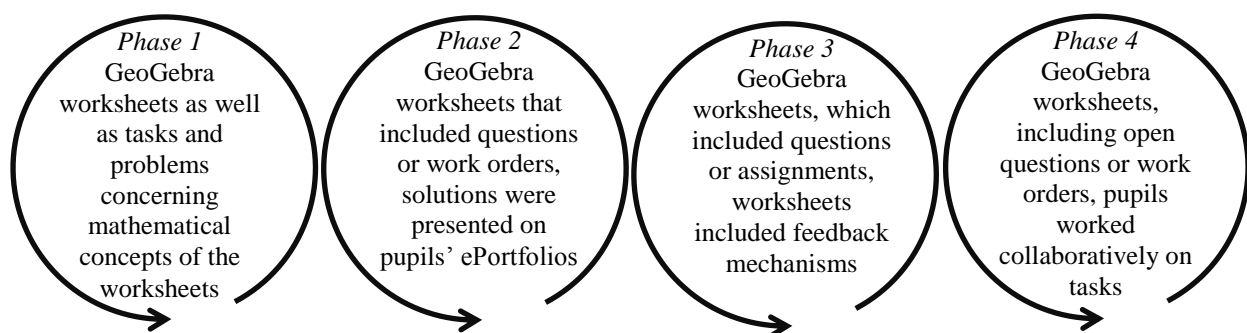 Phase 1
GeoGebra
worksheets as well
as tasks and
problems
concerning
mathematical
concepts of the
worksheets
Phase 2
GeoGebra
worksheets that
included questions
or work orders,
solutions were
presented on
pupils’ ePortfolios
Phase 3
GeoGebra
worksheets, which
included questions
or assignments,
worksheets
included feedback
mechanisms
Phase 4
GeoGebra
worksheets,
including open
questions or work
orders, pupils
worked
collaboratively on
tasks